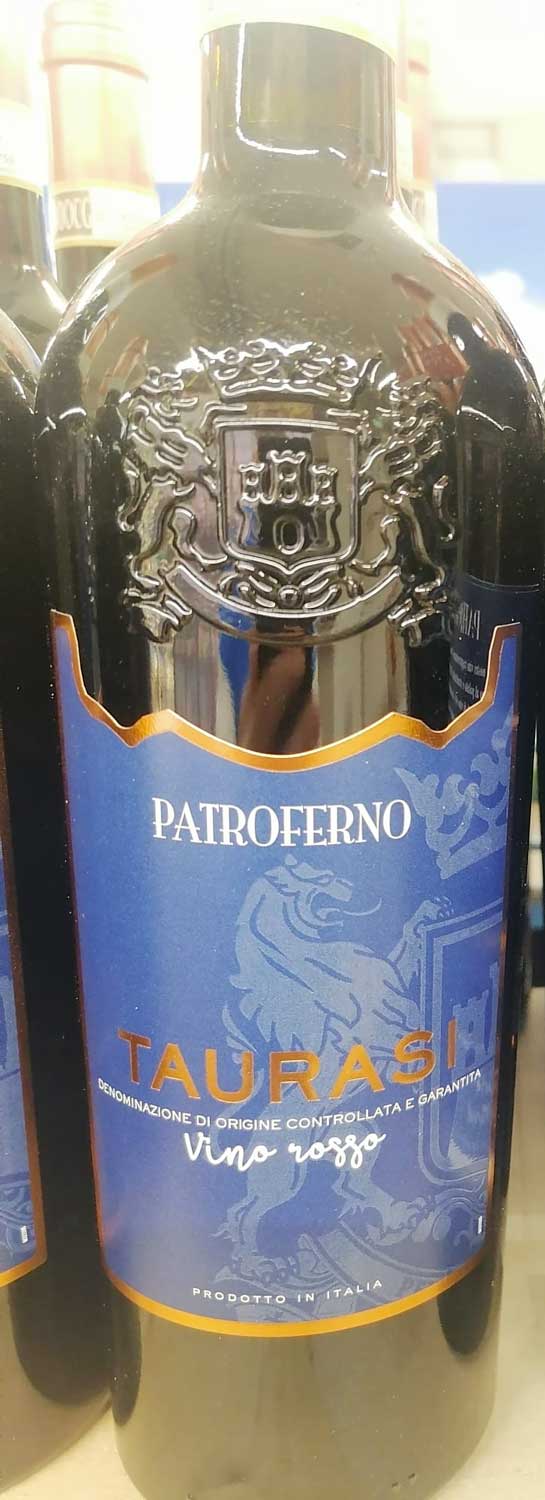 PATROFERNO
TAURASI
DENOMINAZIONE DI ORIGINE CONTROLLATA E GARANTITA
Vino rosso
PRODOTTO IN ITALIA